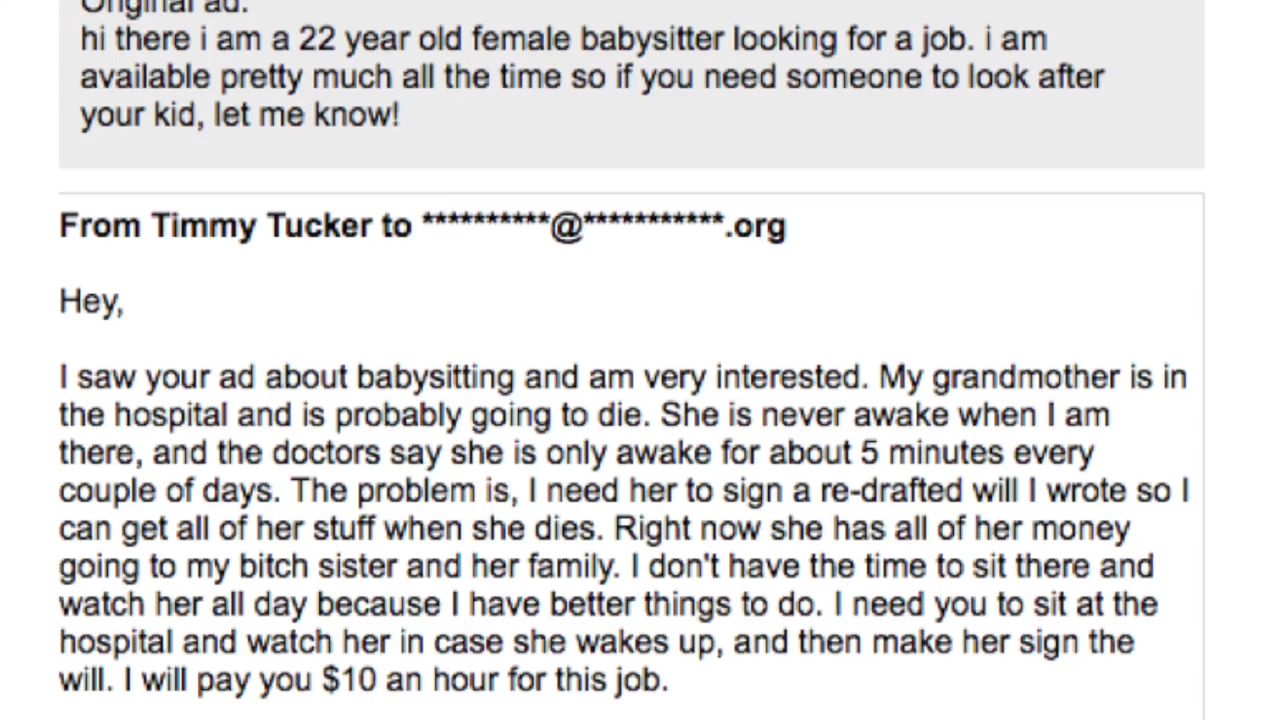 Original ad:
hi there i am a 22 year old female babysitter looking for a job. i am
available pretty much all the time so if you need someone to look after
your kid, let me know!
From Timmy Tucker to **********@***********.org
Hey,
I saw your ad about babysitting and am very interested. My grandmother is in
the hospital and is probably going to die. She is never awake when I am
there, and the doctors say she is only awake for about 5 minutes every
couple of days. The problem is, I need her to sign a re-drafted will I wrote so I
can get all of her stuff when she dies. Right now she has all of her money
going to my bitch sister and her family. I don't have the time to sit there and
watch her all day because I have better things to do. I need you to sit at the
hospital and watch her in case she wakes up, and then make her sign the
will. I will pay you $10 an hour for this job.